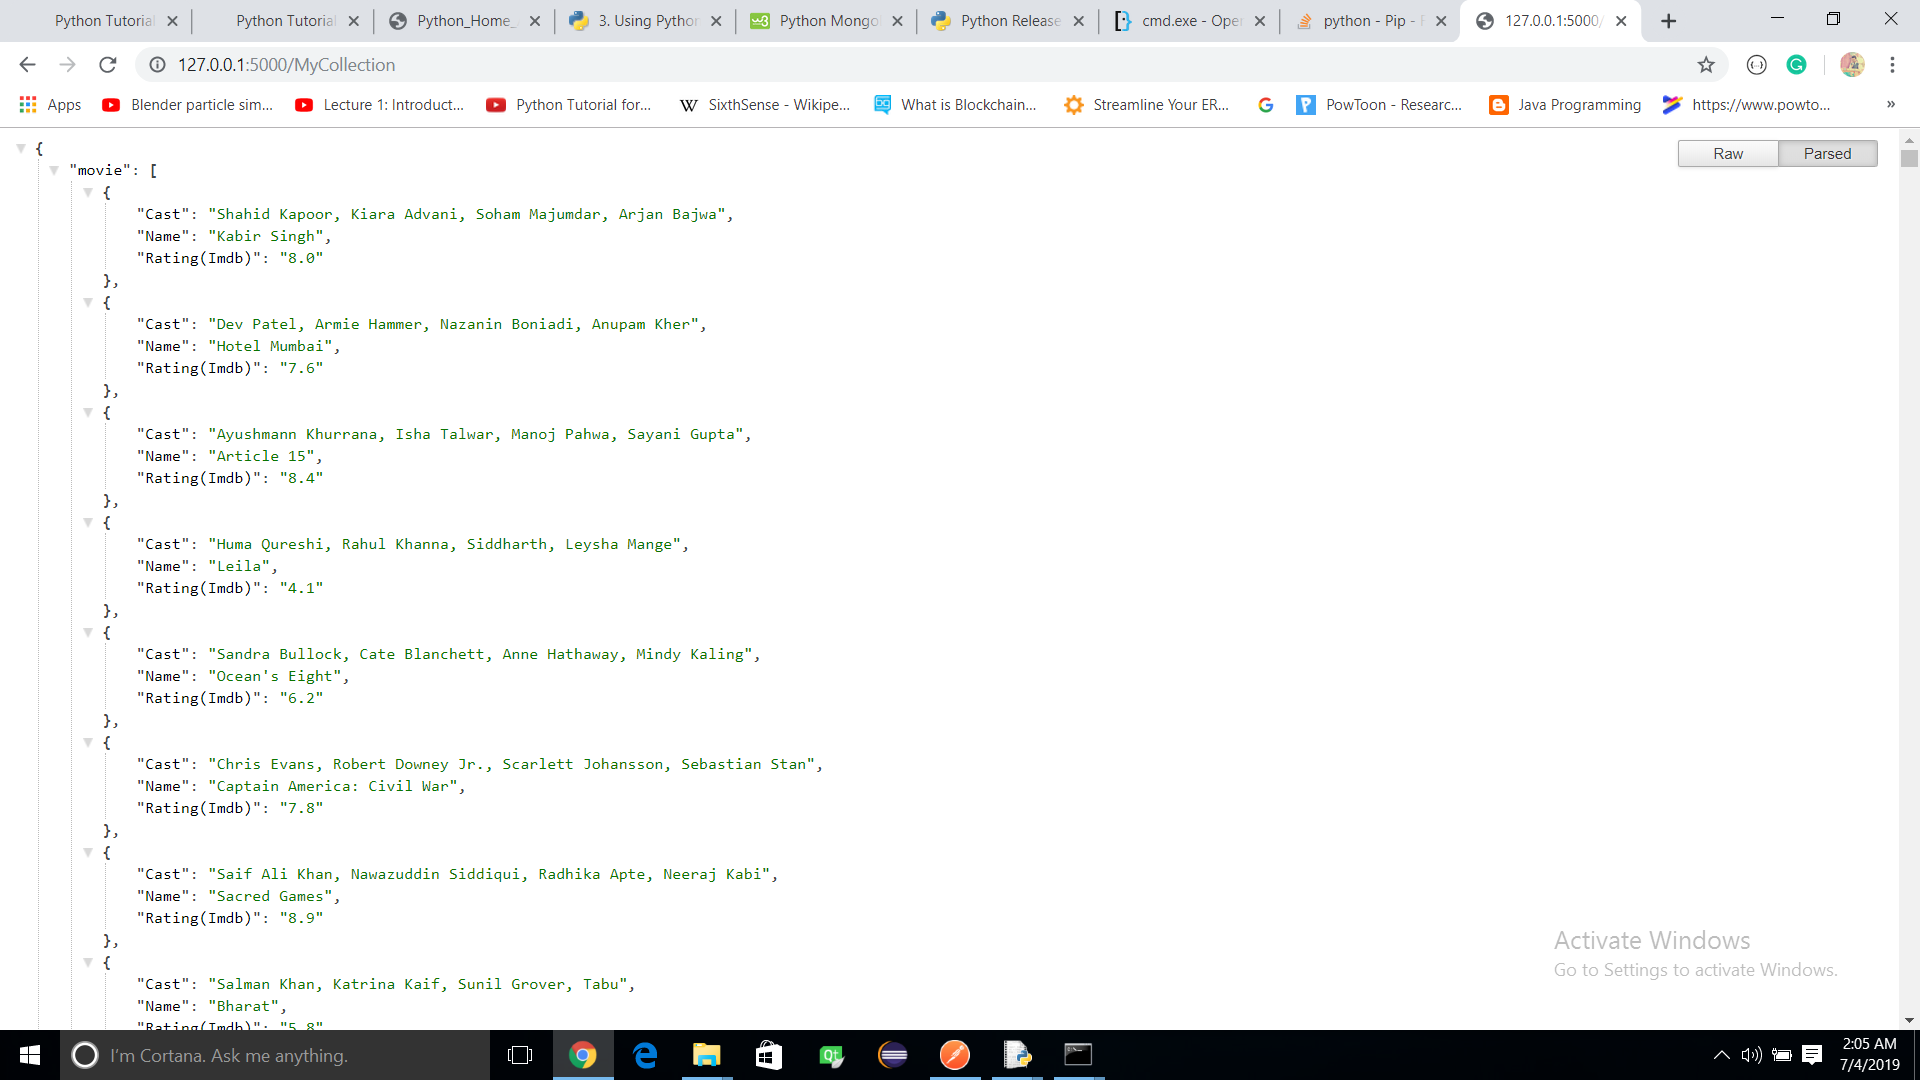 Python Tutorial
Python Tutorial
Python_Home_
3. Using Python
Python Mongo
Python Release
cmd.exe - Ope
python - Pip -
127.0.0.1:5000/
127.0.0.1:5000/MyCollection
Apps
Blender particle sim...
Lecture 1: Introduct...
Python Tutorial for...
SixthSense - Wikipe...
What is Blockchain...
Streamline Your ER...
PowToon - Researc...
Java Programming
https://www.powto...
»
Raw
Parsed
{
"movie": [
{
"Cast": "Shahid Kapoor, Kiara Advani, Soham Majumdar, Arjan Bajwa",
"Name": "Kabir Singh",
"Rating(Imdb)": "8.0"
},
{
"Cast": "Dev Patel, Armie Hammer, Nazanin Boniadi, Anupam Kher",
"Name": "Hotel Mumbai",
"Rating(Imdb)": "7.6"
},
{
"Cast": "Ayushmann Khurrana, Isha Talwar, Manoj Pahwa, Sayani Gupta",
"Name": "Article 15",
"Rating(Imdb)": "8.4"
},
{
"Cast": "Huma Qureshi, Rahul Khanna, Siddharth, Leysha Mange",
"Name": "Leila",
"Rating(Imdb)": "4.1"
},
{
"Cast": "Sandra Bullock, Cate Blanchett, Anne Hathaway, Mindy Kaling",
"Name": "Ocean's Eight",
"Rating(Imdb)": "6.2"
},
{
"Cast": "Chris Evans, Robert Downey Jr., Scarlett Johansson, Sebastian Stan",
"Name": "Captain America: Civil War",
"Rating(Imdb)": "7.8"
},
{
"Cast": "Saif Ali Khan, Nawazuddin Siddiqui, Radhika Apte, Neeraj Kabi",
"Name": "Sacred Games",
"Rating(Imdb)": "8.9"
},
{
"Cast": "Salman Khan, Katrina Kaif, Sunil Grover, Tabu",
"Name": "Bharat",
"Rating(Imdb)": "5.8"
Activate Windows
Go to Settings to activate Windows.
I'm Cortana. Ask me anything.
2:05 AM
7/4/2019